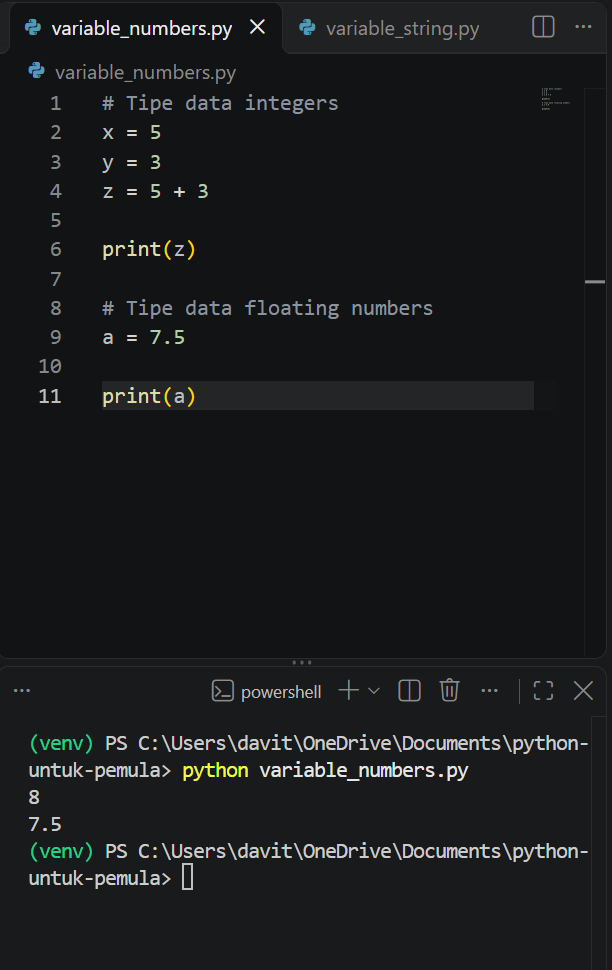 variable_numbers.py
variable_string.py
variable_numbers.py
1 # Tipe data integers
2 x = 5
3 y = 3
4 z = 5 + 3
5
6 print(z)
7
8 # Tipe data floating numbers
9 a = 7.5
10
11 print(a)
powershell
(venv) PS C:\Users\davit\OneDrive\Documents\python-
untuk-pemula> python variable_numbers.py
8
7.5
(venv) PS C:\Users\davit\OneDrive\Documents\python-
untuk-pemula>